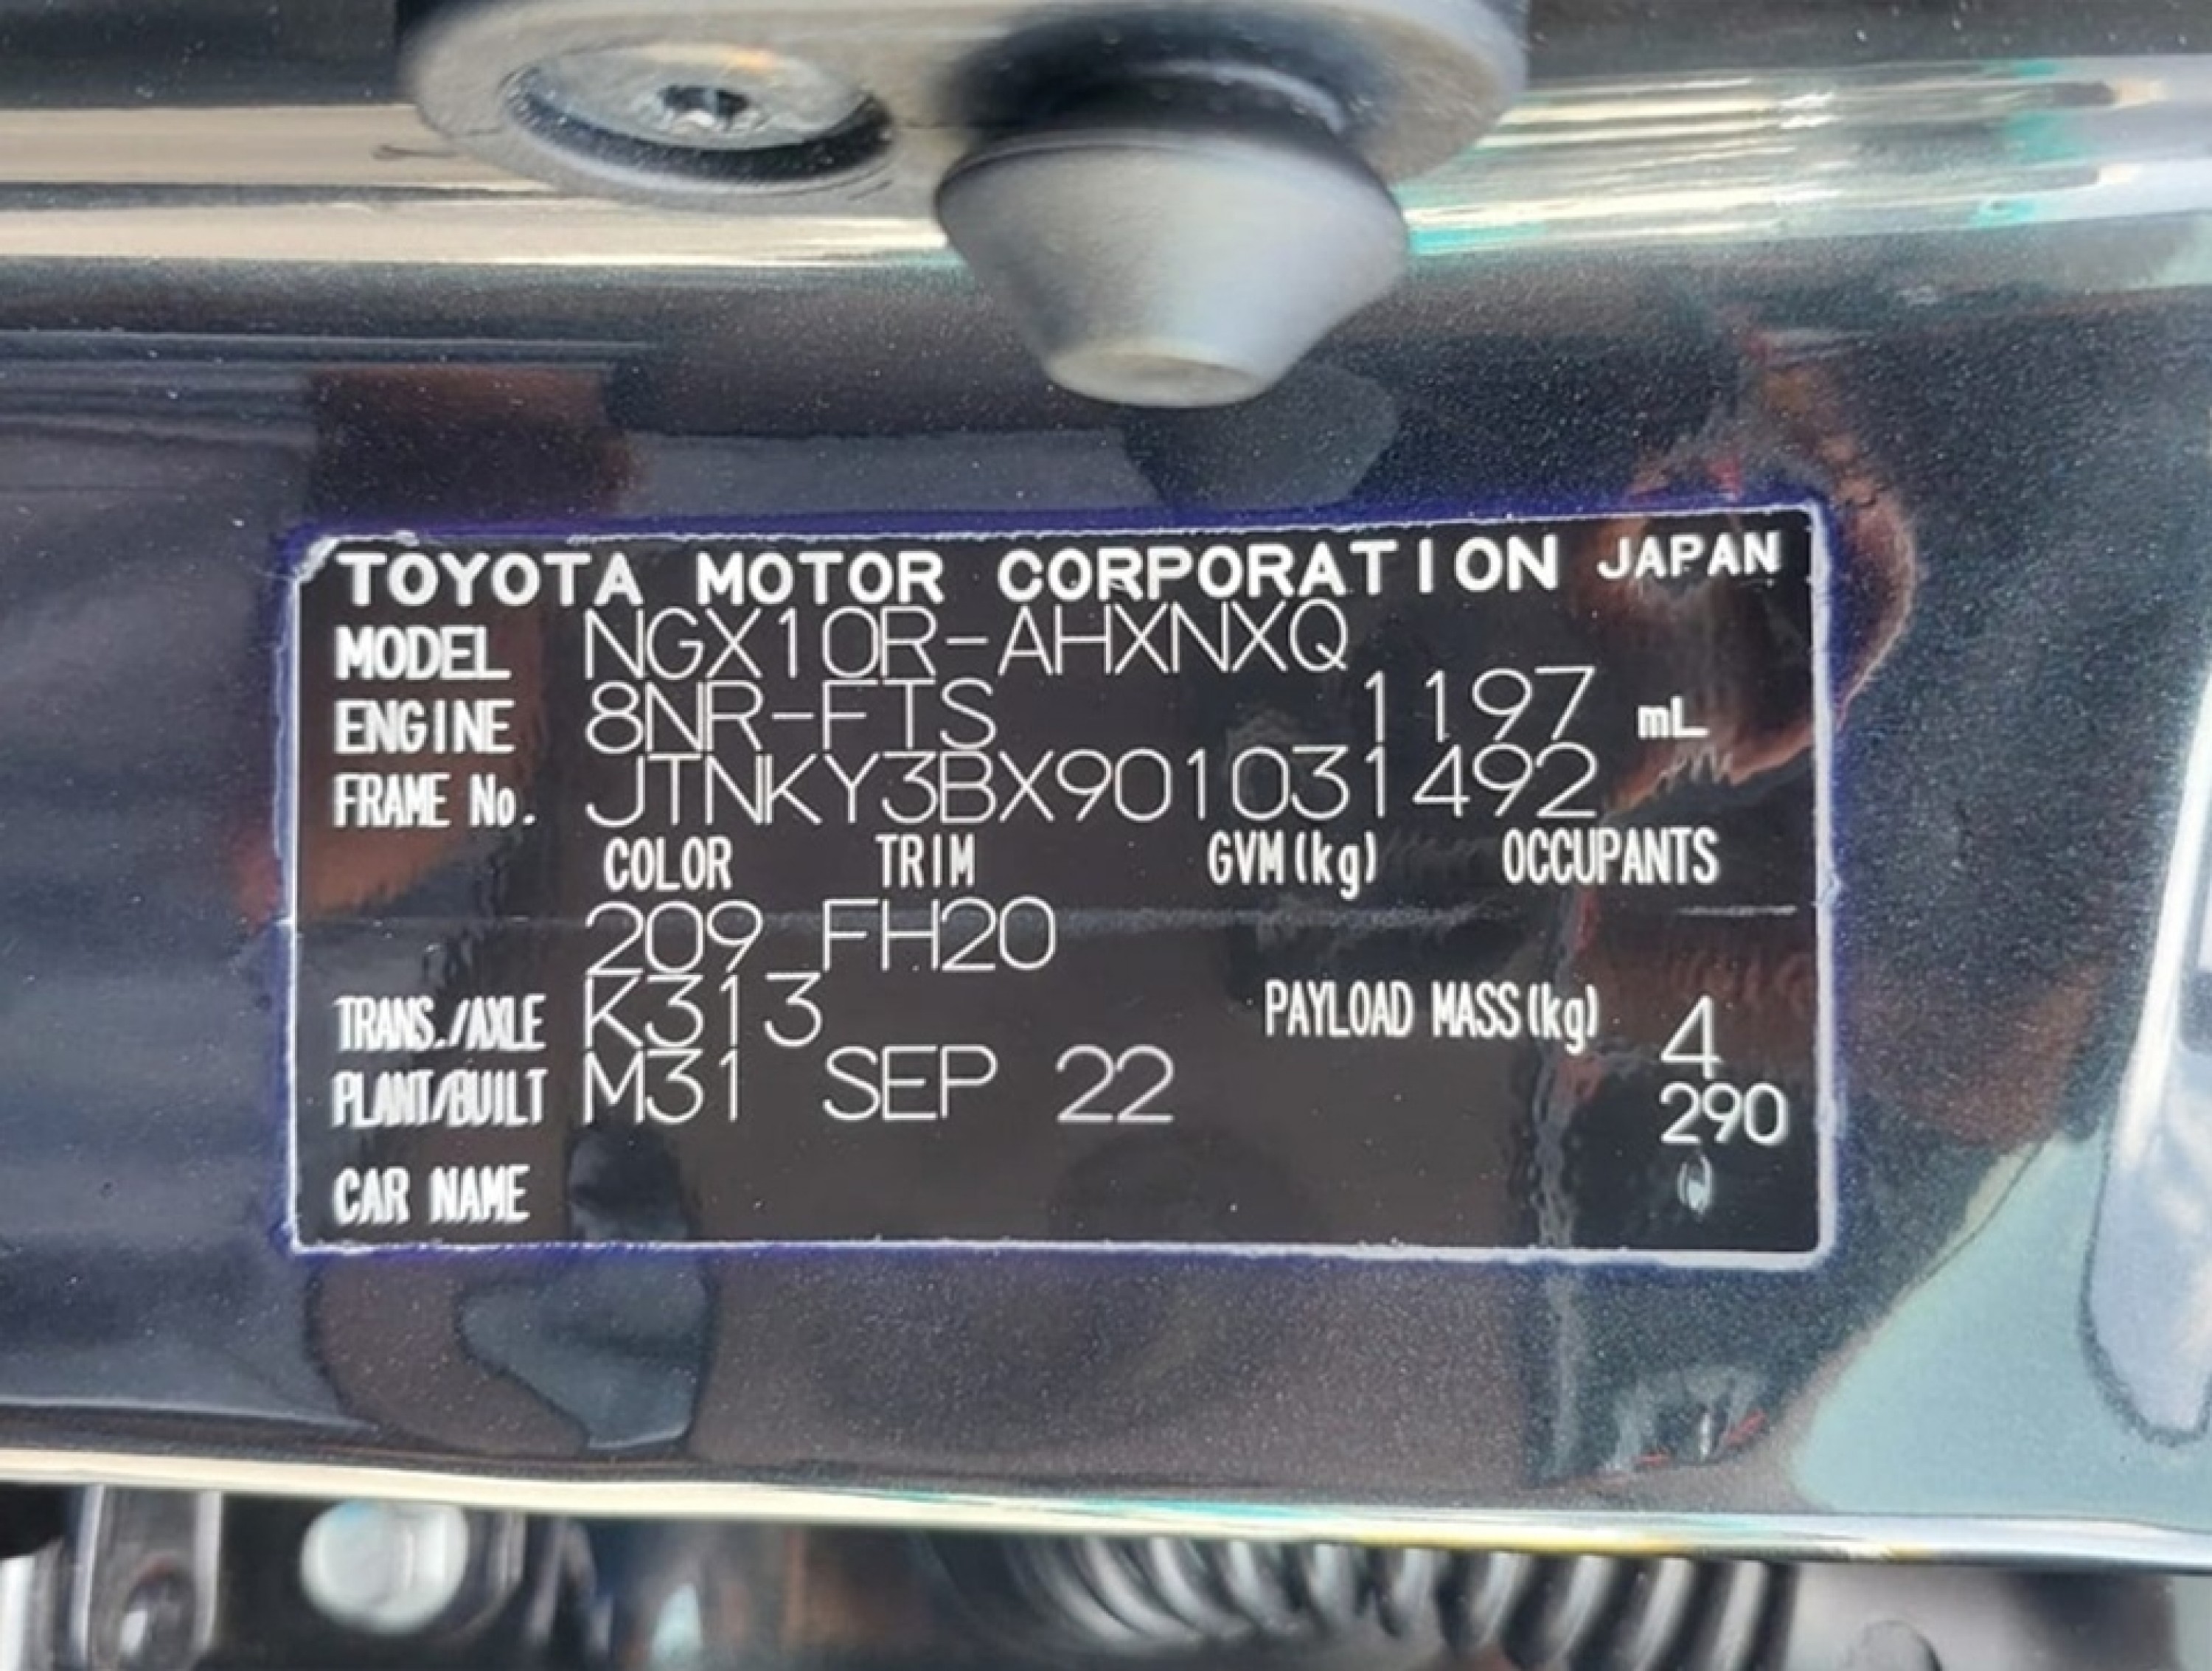 TOYOTA MOTOR CORPORATION JAPAN
MODEL NGX10R-AHXNXQ
ENGINE 8NR-FTS 1197 mL
FRAME No. JTNKY3BX901031492
COLOR TRIM GVM(kg) OCCUPANTS
209 FH20
TRANS./AXLE K313 PAYLOAD MASS(kg) 4
PLANT/BUILT M31 SEP 22 290
CAR NAME